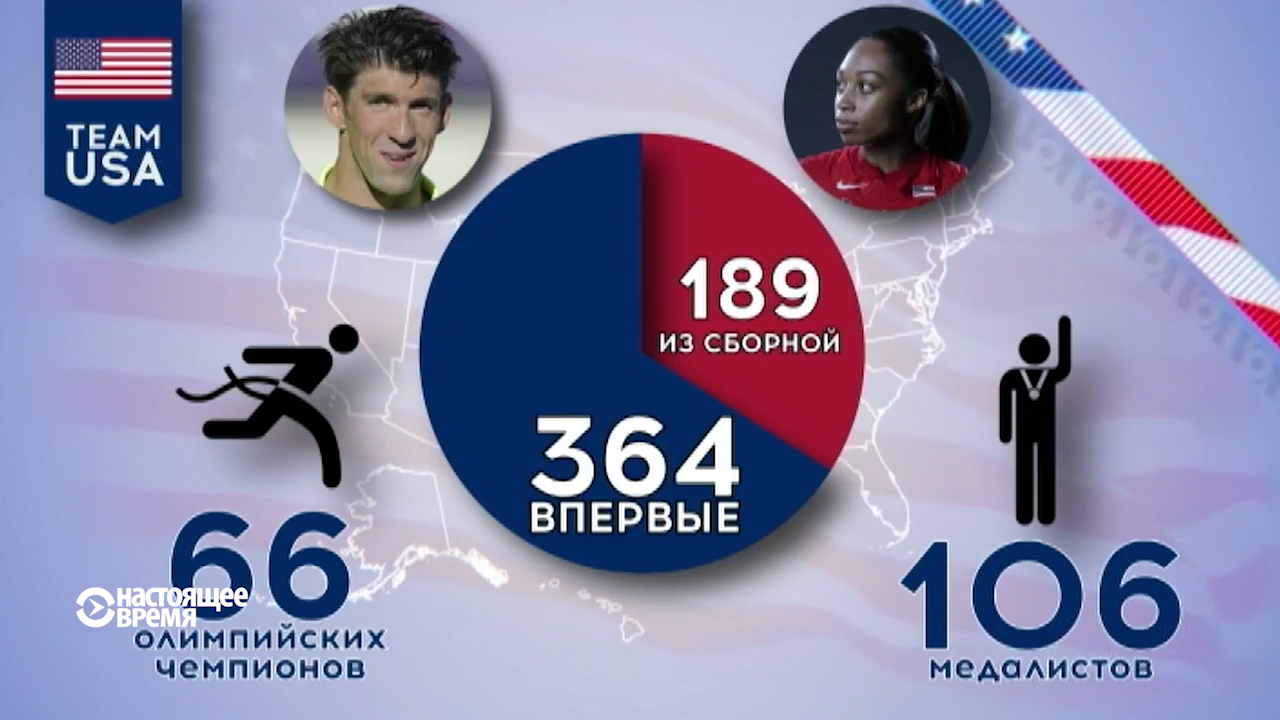 TEAM
USA
189
ИЗ СБОРНОЙ
364
ВПЕРВЫЕ
66
ОЛИМПИЙСКИХ
ЧЕМПИОНОВ
НАСТОЯЩЕЕ
ВРЕМЯ
106
МЕДАЛИСТОВ